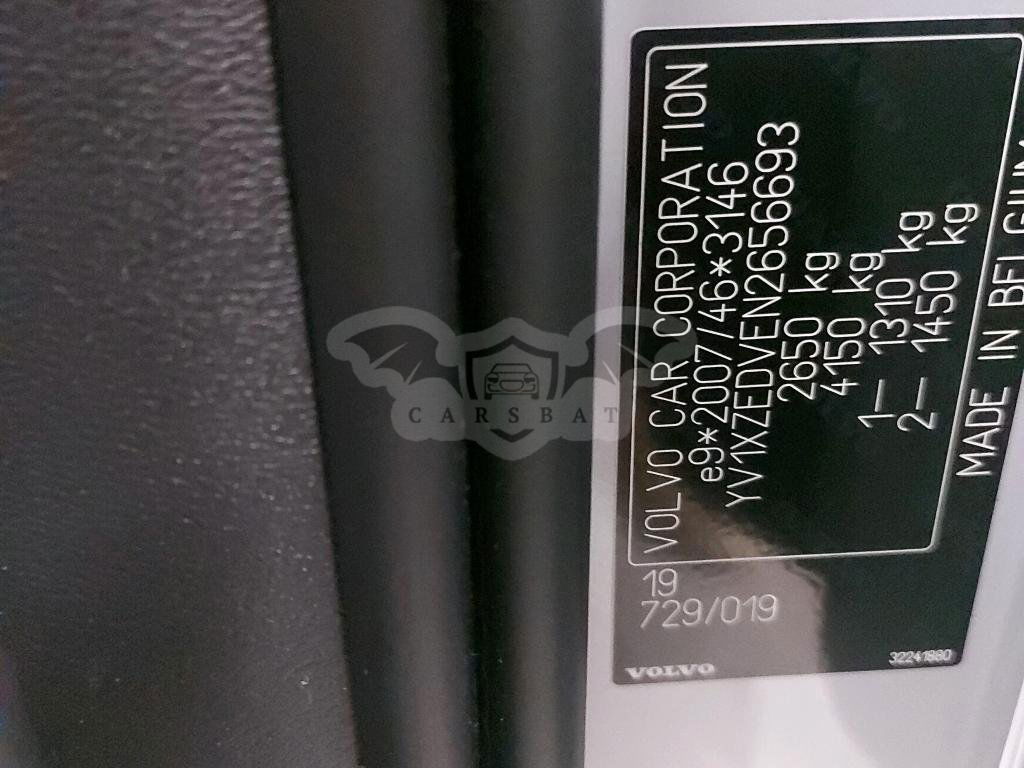 VOLVO CAR CORPORATION
e9*2007/46*3146
YV1XZEDVEN2656693
2650 kg
4150 kg
1– 1310 kg
2– 1450 kg
MADE IN BELGIUM
19
729/019
VOLVO
32241860
CARSBAT